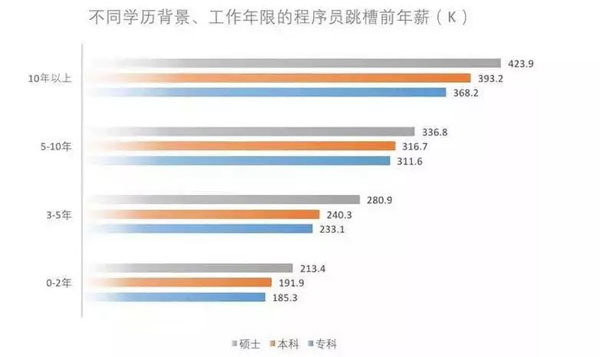 不同学历背景、工作年限的程序员跳槽前年薪（K）
10年以上
423.9
393.2
368.2
5-10年
336.8
316.7
311.6
3-5年
280.9
240.3
233.1
0-2年
213.4
191.9
185.3
硕士 本科 专科